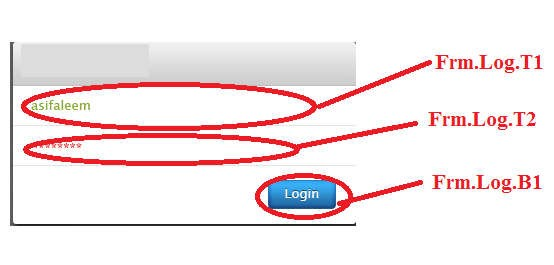 Frm.Log.T1
asifaleem
Frm.Log.T2
********
Login
Frm.Log.B1